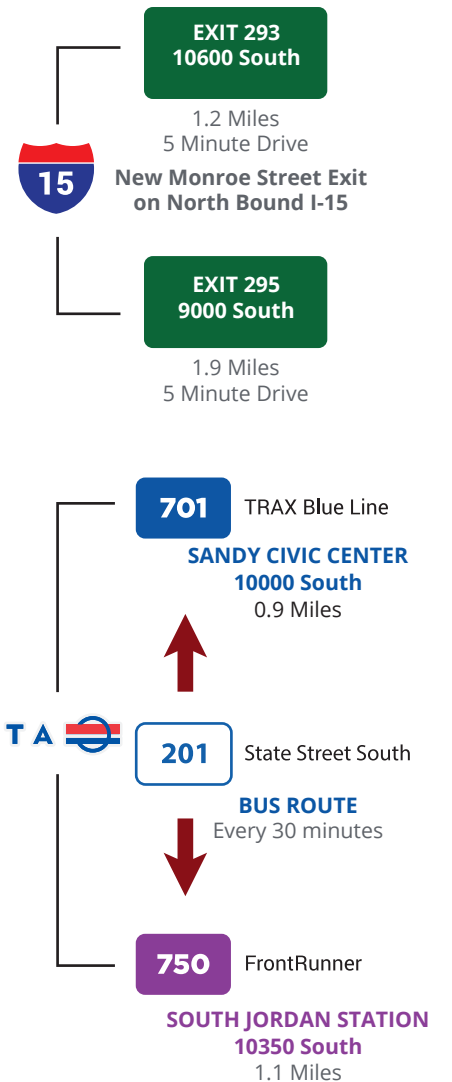 EXIT 293
10600 South
1.2 Miles
5 Minute Drive
15
New Monroe Street Exit
on North Bound I-15
EXIT 295
9000 South
1.9 Miles
5 Minute Drive
701 TRAX Blue Line
SANDY CIVIC CENTER
10000 South
0.9 Miles
T A
201 State Street South
BUS ROUTE
Every 30 minutes
750 FrontRunner
SOUTH JORDAN STATION
10350 South
1.1 Miles